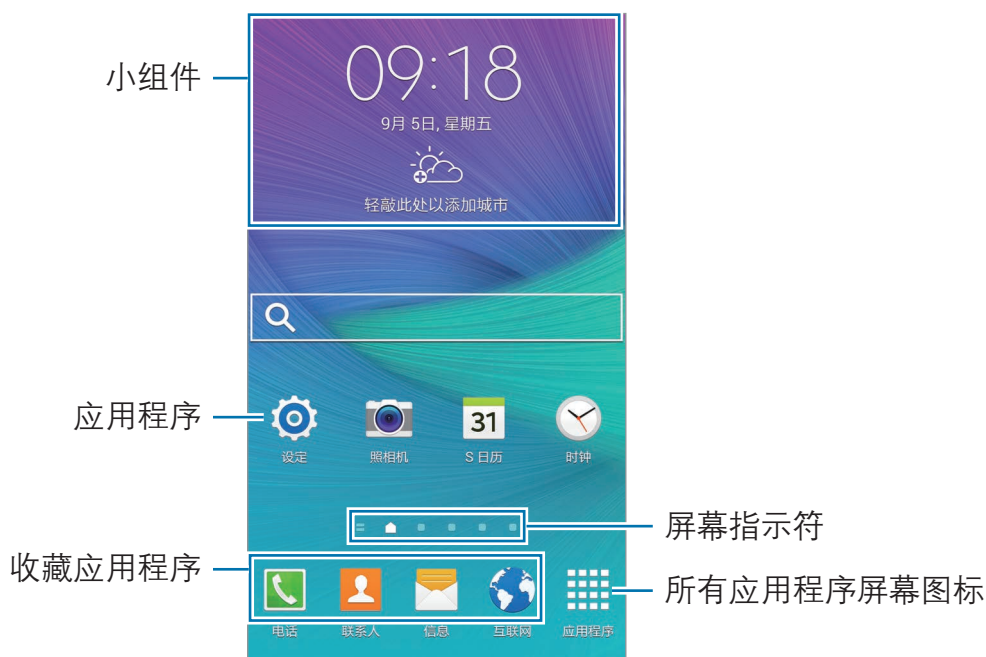 小组件
09:18
9月 5日, 星期五
轻敲此处以添加城市
应用程序
31
设定
照相机
S 日历
时钟
屏幕指示符
收藏应用程序
所有应用程序屏幕图标
电话
联系人
信息
互联网
应用程序